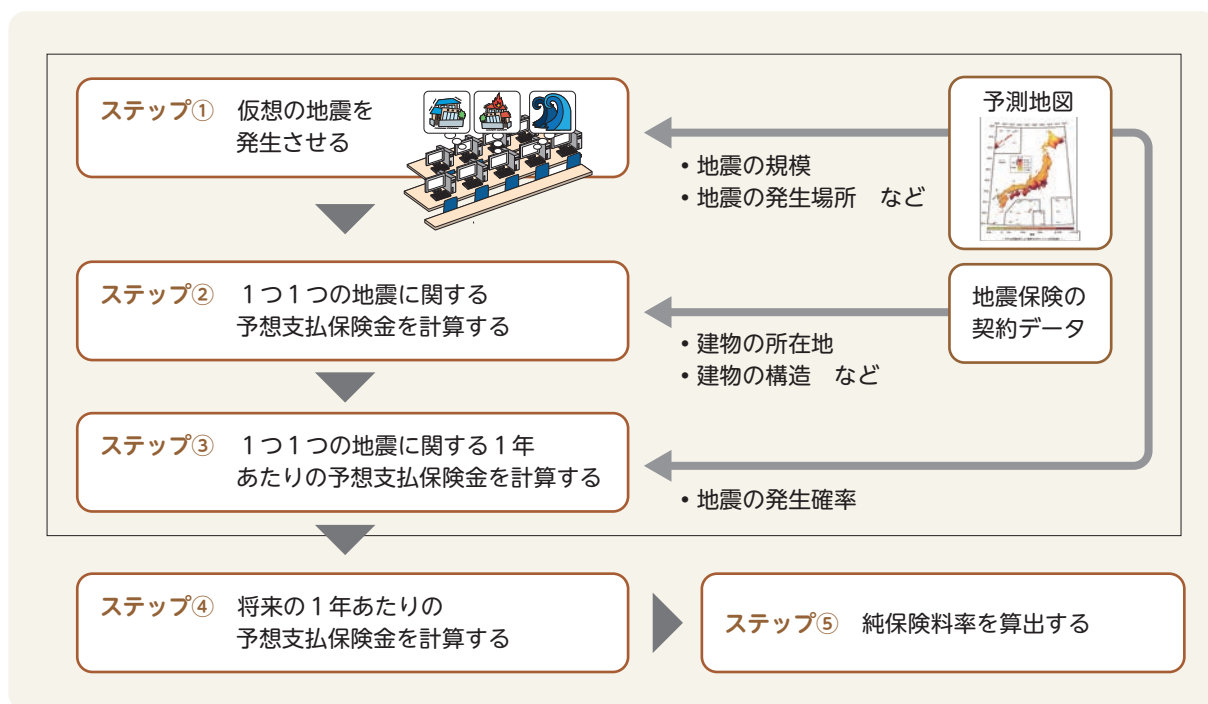 ステップ① 仮想の地震を
発生させる
予測地図
• 地震の規模
• 地震の発生場所　など
ステップ② １つ１つの地震に関する
予想支払保険金を計算する
地震保険の
契約データ
• 建物の所在地
• 建物の構造　など
ステップ③ １つ１つの地震に関する１年
あたりの予想支払保険金を計算する
• 地震の発生確率
ステップ④ 将来の１年あたりの
予想支払保険金を計算する
ステップ⑤ 純保険料率を算出する